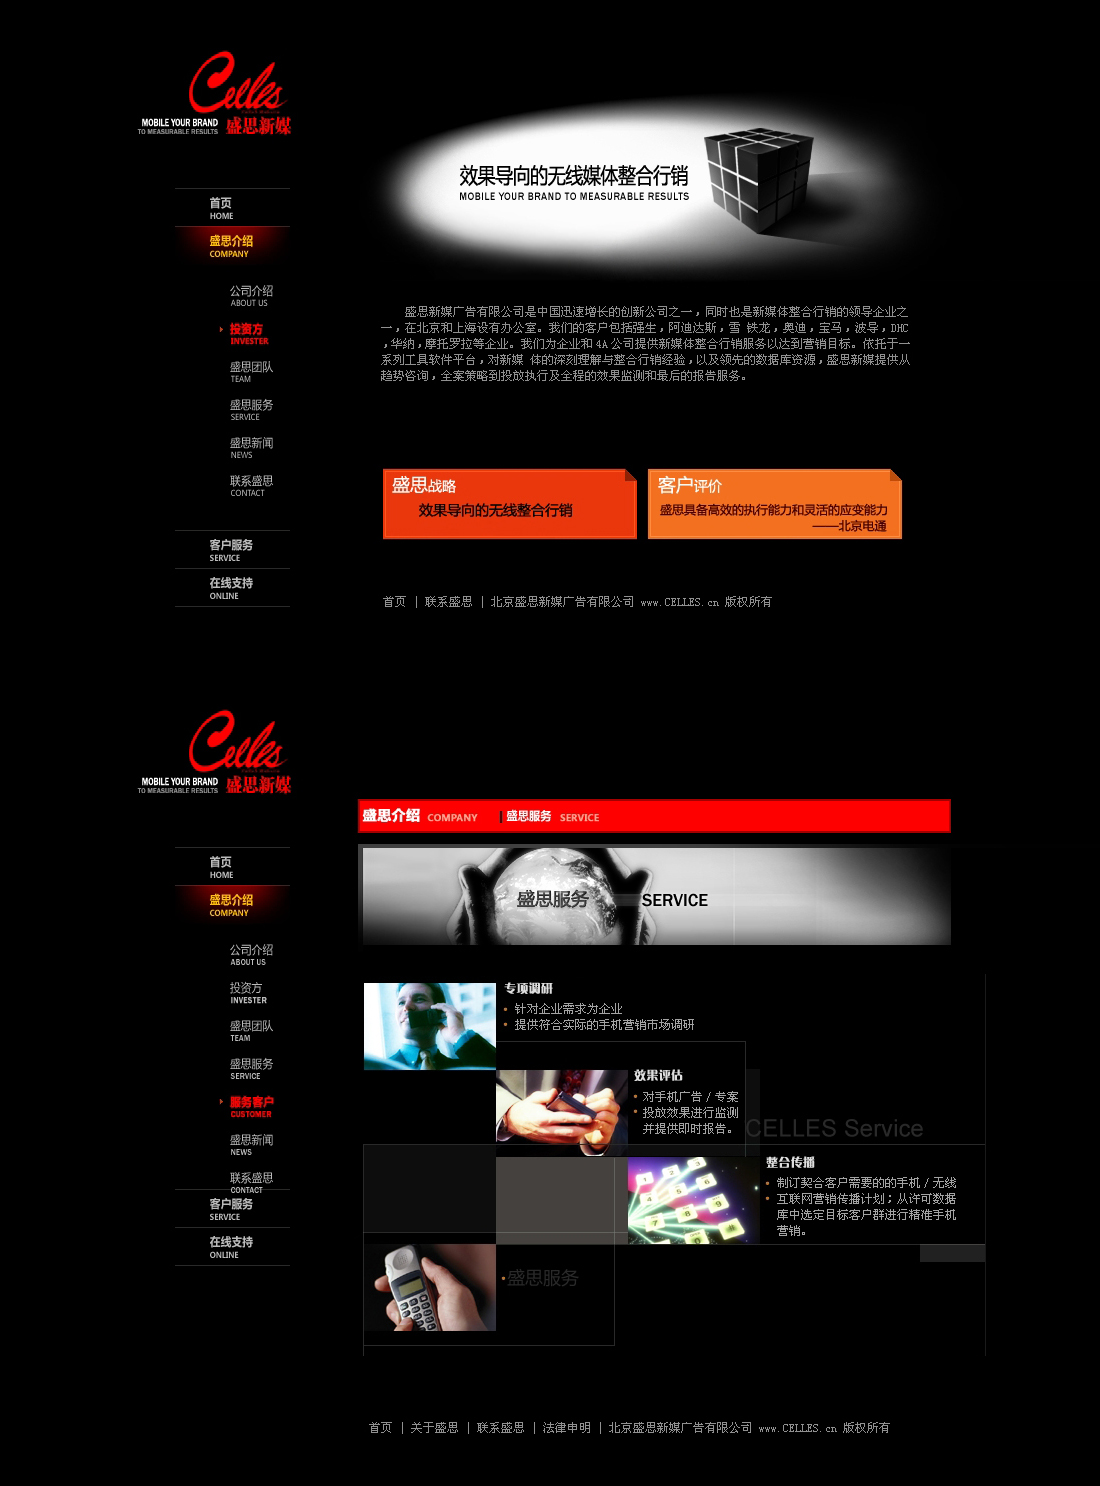 Celles
MOBILE YOUR BRAND
TO MEASURABLE RESULTS
盛思新媒
首页
HOME
盛思介绍
COMPANY
公司介绍
ABOUT US
投资方
INVESTER
盛思团队
TEAM
盛思服务
SERVICE
盛思新闻
NEWS
联系盛思
CONTACT
客户服务
SERVICE
在线支持
ONLINE
效果导向的无线媒体整合行销
MOBILE YOUR BRAND TO MEASURABLE RESULTS
盛思新媒广告有限公司是中国迅速增长的创新公司之一，同时也是新媒体整合行销的领导企业之
一，在北京和上海设有办公室。我们的客户包括强生，阿迪达斯，雪 铁龙，奥迪，宝马，波导，DHC
，华纳，摩托罗拉等企业。我们为企业和 4A 公司提供新媒体整合行销服务以达到营销目标。依托于一
系列工具软件平台，对新媒 体的深刻理解与整合行销经验，以及领先的数据库资源，盛思新媒提供从
趋势咨询，全案策略到投放执行及全程的效果监测和最后的报告服务。
盛思战略
效果导向的无线整合行销
客户评价
盛思具备高效的执行能力和灵活的应变能力
——北京电通
首页 | 联系盛思 | 北京盛思新媒广告有限公司 www.CELLES.cn 版权所有
Celles
MOBILE YOUR BRAND
TO MEASURABLE RESULTS
盛思新媒
首页
HOME
盛思介绍
COMPANY
公司介绍
ABOUT US
投资方
INVESTER
盛思团队
TEAM
盛思服务
SERVICE
服务客户
CUSTOMER
盛思新闻
NEWS
联系盛思
CONTACT
客户服务
SERVICE
在线支持
ONLINE
盛思介绍 COMPANY | 盛思服务 SERVICE
盛思服务 SERVICE
专项调研
针对企业需求为企业
提供符合实际的手机营销市场调研
效果评估
对手机广告 / 专案
投放效果进行监测
并提供即时报告。
CELLES Service
整合传播
制订契合客户需要的的手机 / 无线
互联网营销传播计划；从许可数据
库中选定目标客户群进行精准手机
营销。
盛思服务
首页 | 关于盛思 | 联系盛思 | 法律申明 | 北京盛思新媒广告有限公司 www.CELLES.cn 版权所有